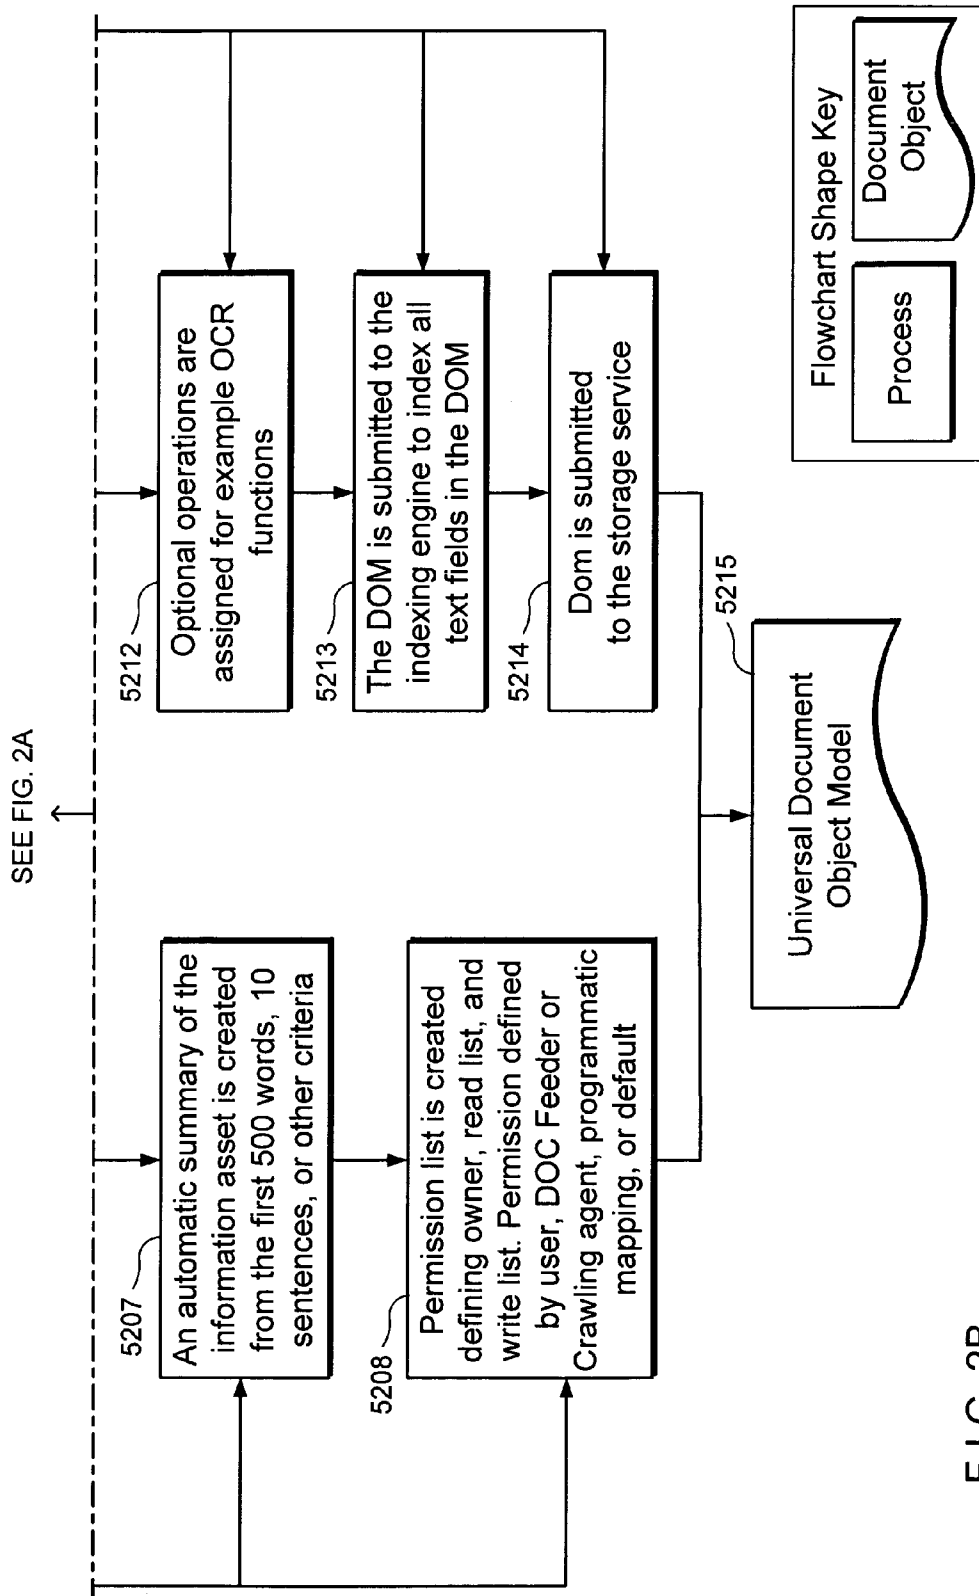 SEE FIG. 2A
5207
An automatic summary of the
information asset is created
from the first 500 words, 10
sentences, or other criteria
5208
Permission list is created
defining owner, read list, and
write list. Permission defined
by user, DOC Feeder or
Crawling agent, programmatic
mapping, or default
5212
Optional operations are
assigned for example OCR
functions
5213
The DOM is submitted to the
indexing engine to index all
text fields in the DOM
5214
Dom is submitted
to the storage service
5215
Universal Document
Object Model
Flowchart Shape Key
Process
Document
Object
FIG. 2B